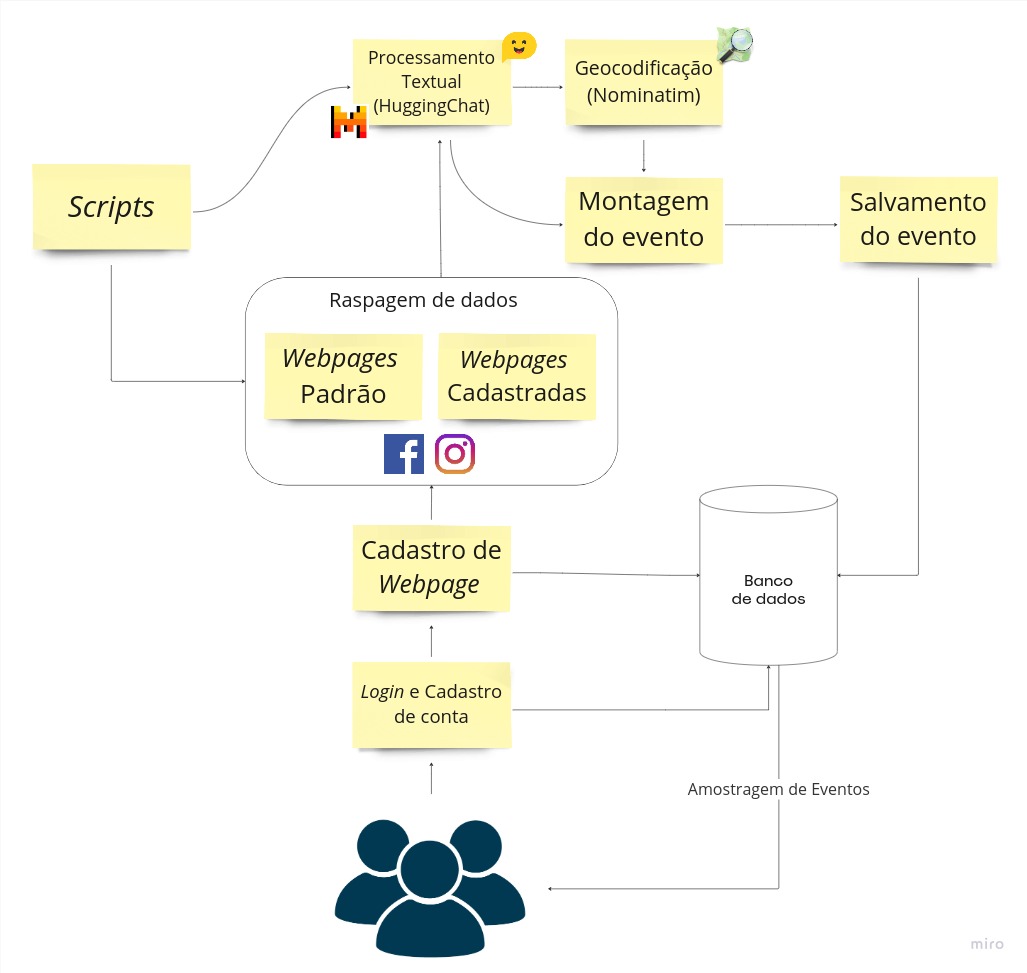 Processamento
Textual
(HuggingChat)
Geocodificação
(Nominatim)
Scripts
Montagem
do evento
Salvamento
do evento
Raspagem de dados
Webpages
Padrão
Webpages
Cadastradas
Cadastro de
Webpage
Banco
de dados
Login e Cadastro
de conta
Amostragem de Eventos
miro